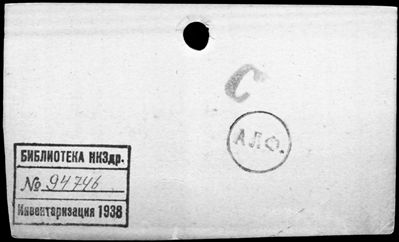 С
АЛФ.
БИБЛИОТЕКА НКЗдр.
№ 94746
Инвентаризация 1938